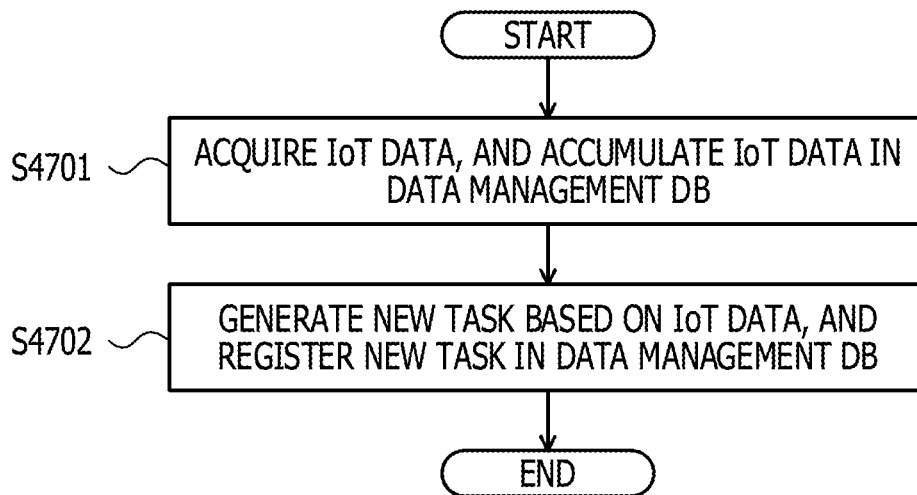 START
S4701
ACQUIRE IoT DATA, AND ACCUMULATE IoT DATA IN
DATA MANAGEMENT DB
S4702
GENERATE NEW TASK BASED ON IoT DATA, AND
REGISTER NEW TASK IN DATA MANAGEMENT DB
END